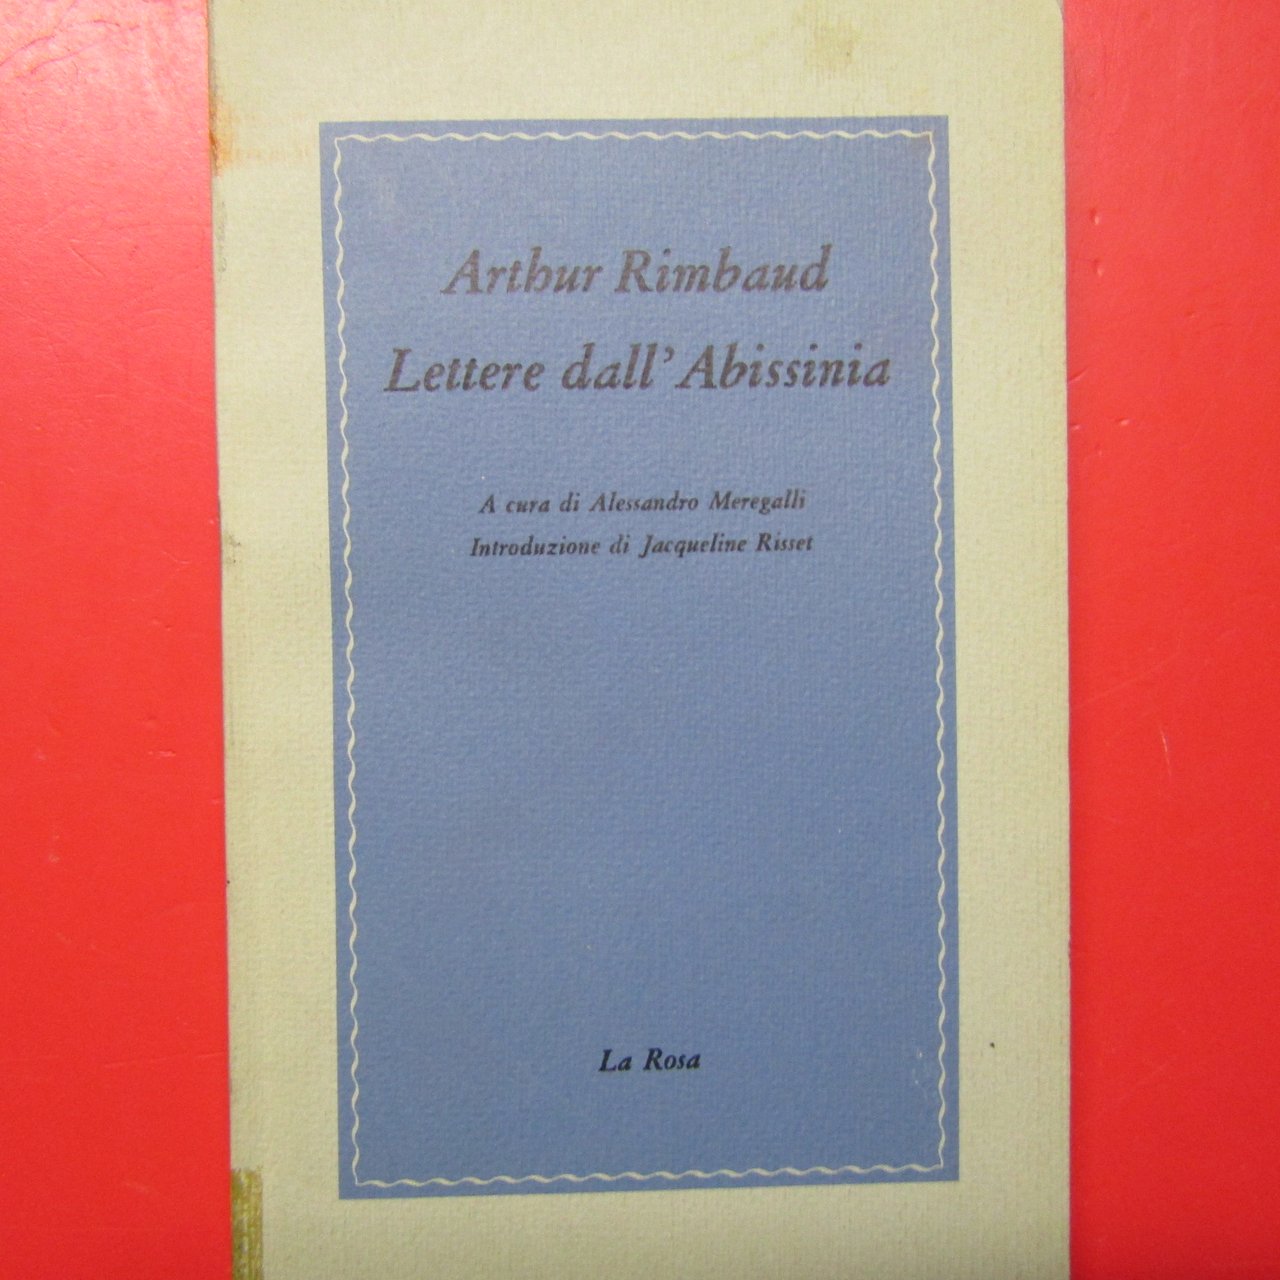 Arthur Rimbaud
Lettere dall'Abissinia
A cura di Alessandro Meregalli
Introduzione di Jacqueline Risset
La Rosa